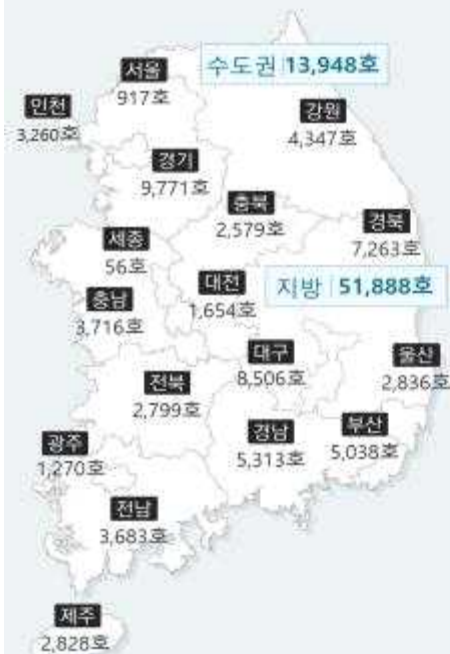 수도권 13,948호
서울
917호
인천
3,260호
강원
4,347호
경기
9,771호
충북
2,579호
경북
7,263호
세종
56호
대전
1,654호
지방 51,888호
충남
3,716호
대구
8,506호
울산
2,836호
전북
2,799호
경남
5,313호
부산
5,038호
광주
1,270호
전남
3,683호
제주
2,828호